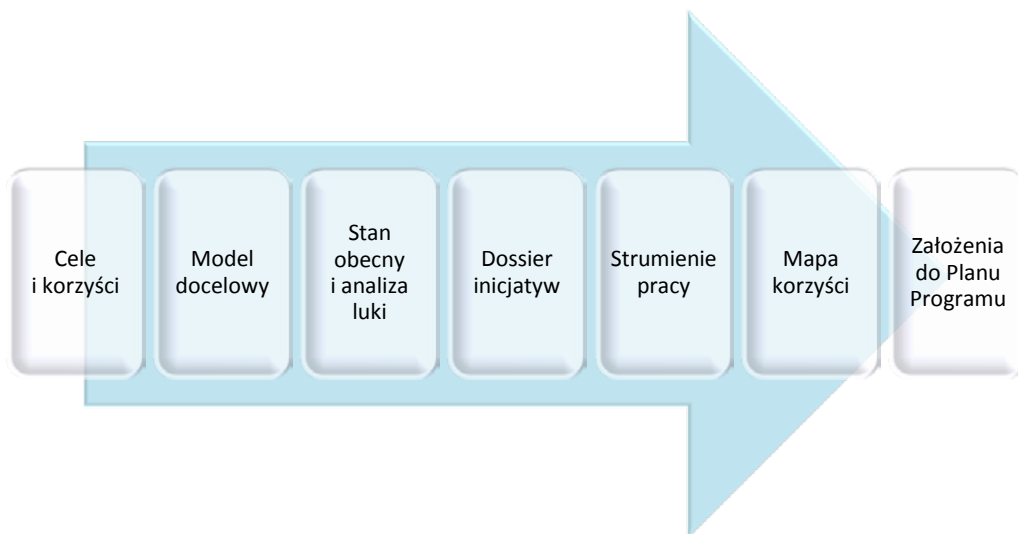 Cele
i korzyści
Model
docelowy
Stan
obecny
i analiza
luki
Dossier
inicjatyw
Strumienie
pracy
Mapa
korzyści
Założenia
do Planu
Programu